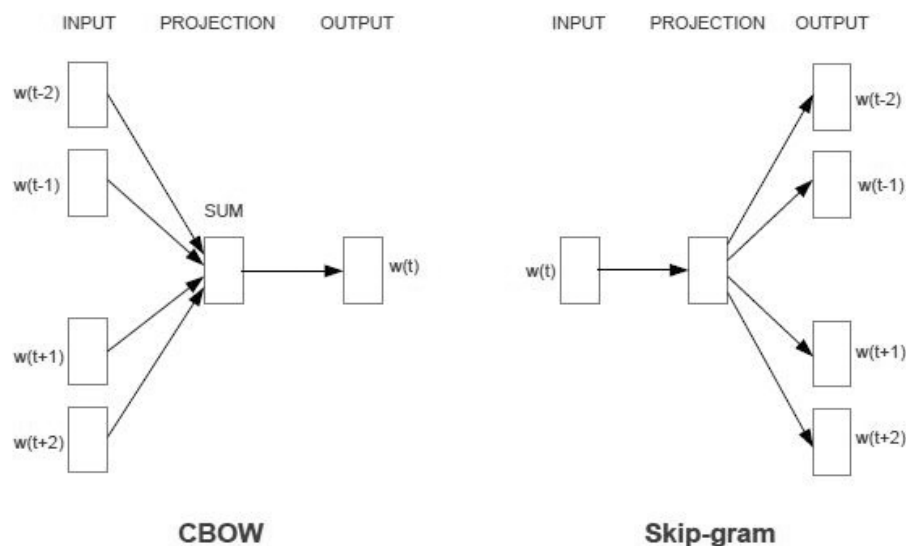 INPUT PROJECTION OUTPUT
w(t-2)
w(t-1)
SUM
w(t)
w(t+1)
w(t+2)
CBOW
INPUT PROJECTION OUTPUT
w(t-2)
w(t-1)
w(t)
w(t+1)
w(t+2)
Skip-gram